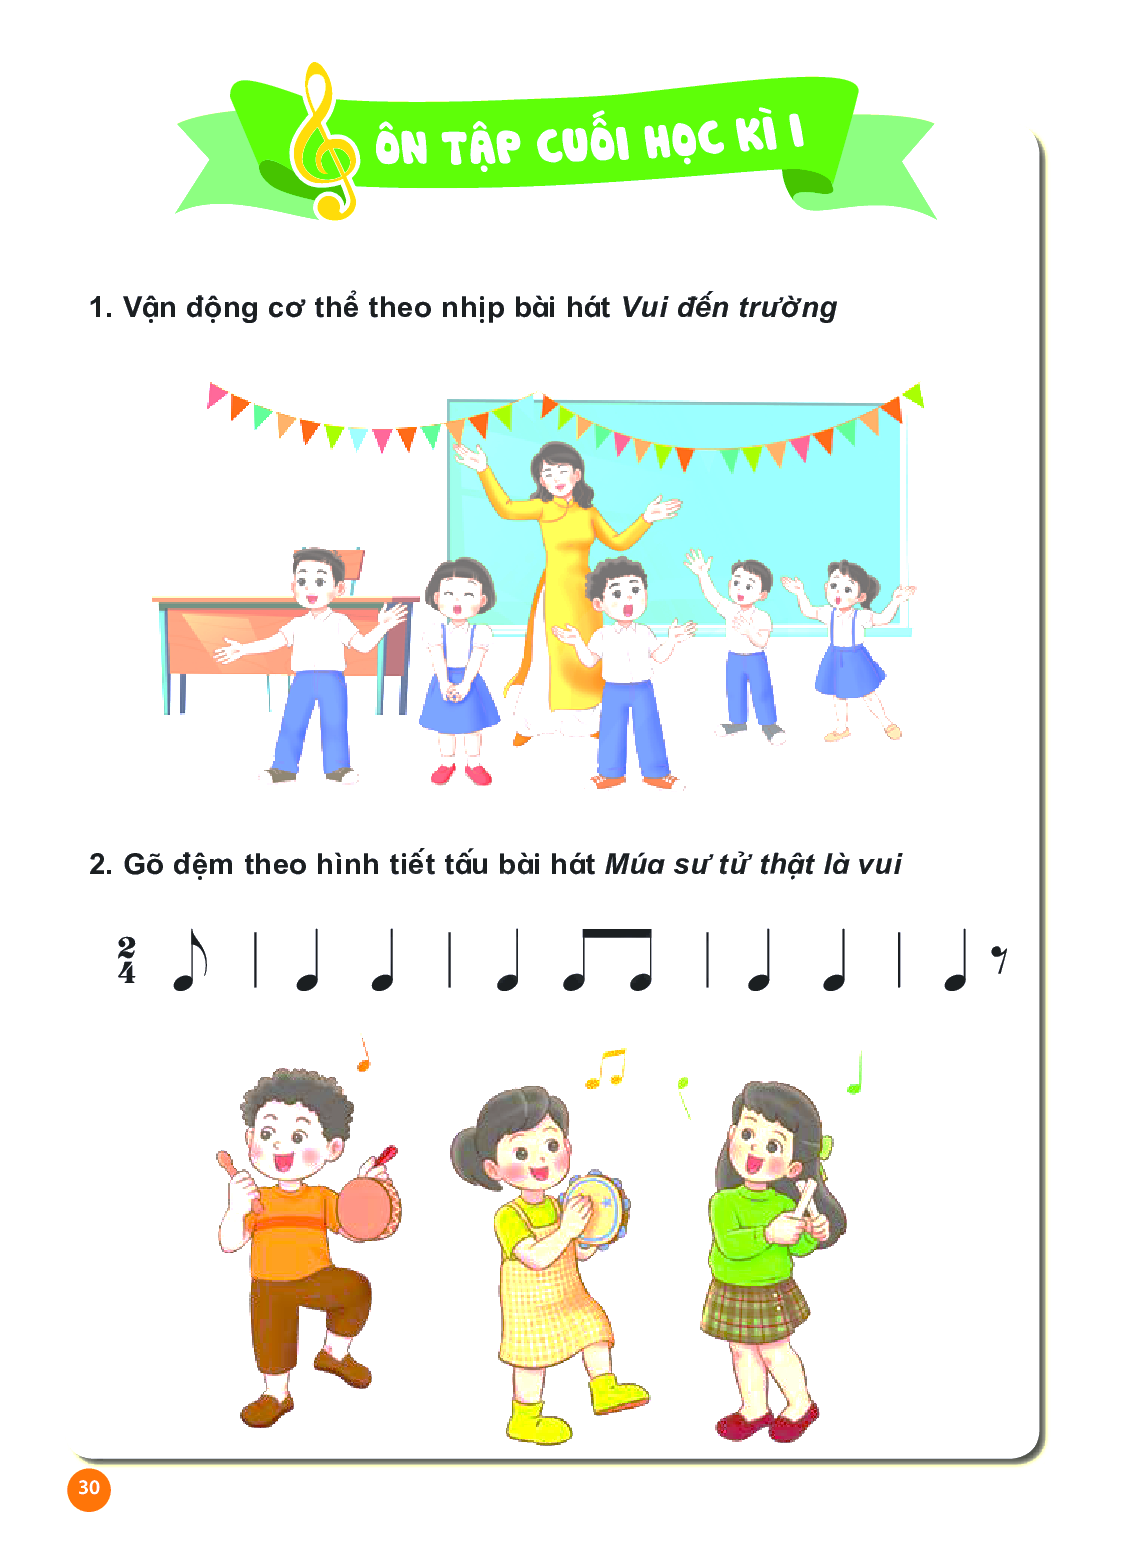 ÔN TẬP CUỐI HỌC KÌ 1
1. Vận động cơ thể theo nhịp bài hát Vui đến trường
2. Gõ đệm theo hình tiết tấu bài hát Múa sư tử thật là vui
2
4
30